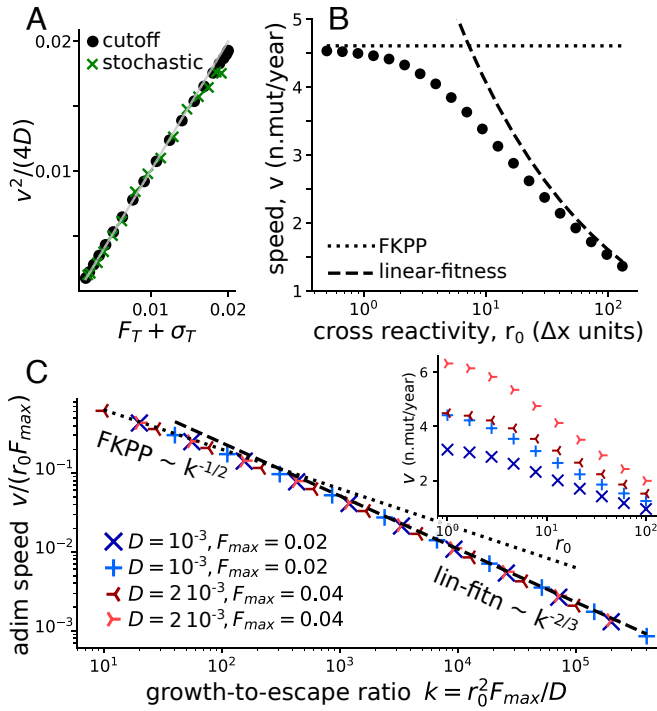 A
0.02
cutoff
stochastic
v²/(4D)
0.01
0.01
0.02
F_T + σ_T
B
5
4
3
2
1
speed, v (n.mut/year)
FKPP
linear-fitness
10⁰
10¹
10²
cross reactivity, r₀ (Δx units)
C
adim speed v/(r₀F_max)
10⁻¹
10⁻²
10⁻³
FKPP ~ k^-1/2
lin-fitn ~ k^-2/3
D = 10⁻³, F_max = 0.02
D = 10⁻³, F_max = 0.02
D = 2 10⁻³, F_max = 0.04
D = 2 10⁻³, F_max = 0.04
10¹
10²
10³
10⁴
10⁵
growth-to-escape ratio k = r₀²F_max/D
v (n.mut/year)
6
4
2
10⁰
10¹
10²
r₀